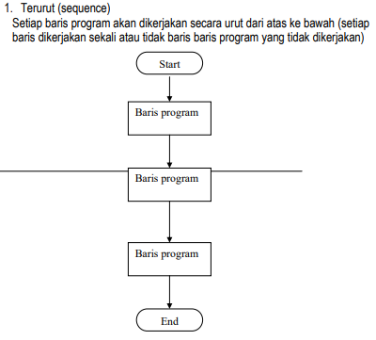 1. Terurut (sequence)
Setiap baris program akan dikerjakan secara urut dari atas ke bawah (setiap
baris dikerjakan sekali atau tidak baris baris program yang tidak dikerjakan)
Start
Baris program
Baris program
Baris program
End